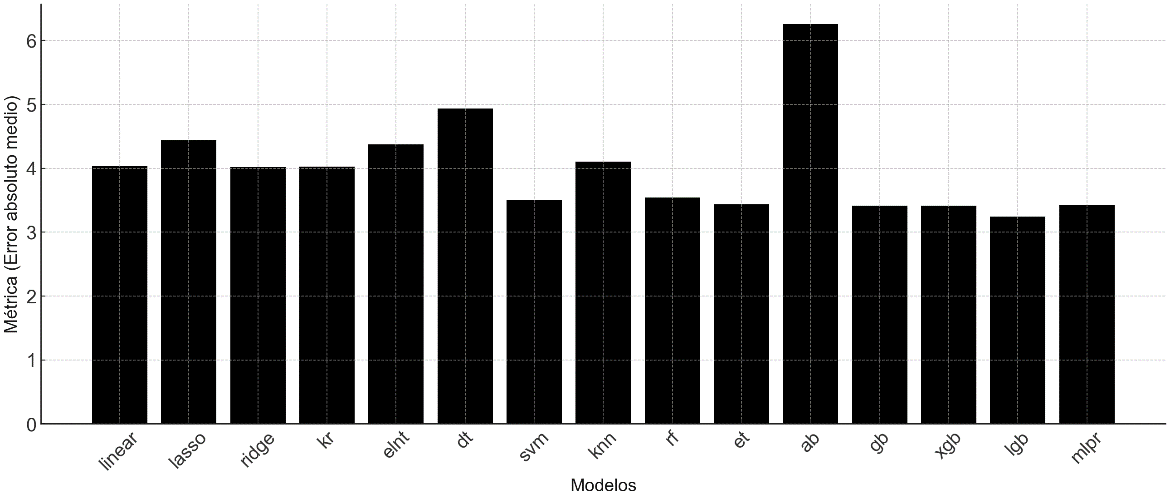 Métrica (Error absoluto medio)
6
5
4
3
2
1
0
linear
lasso
ridge
kr
elnt
dt
svm
knn
rf
et
ab
gb
xgb
lgb
mlpr
Modelos